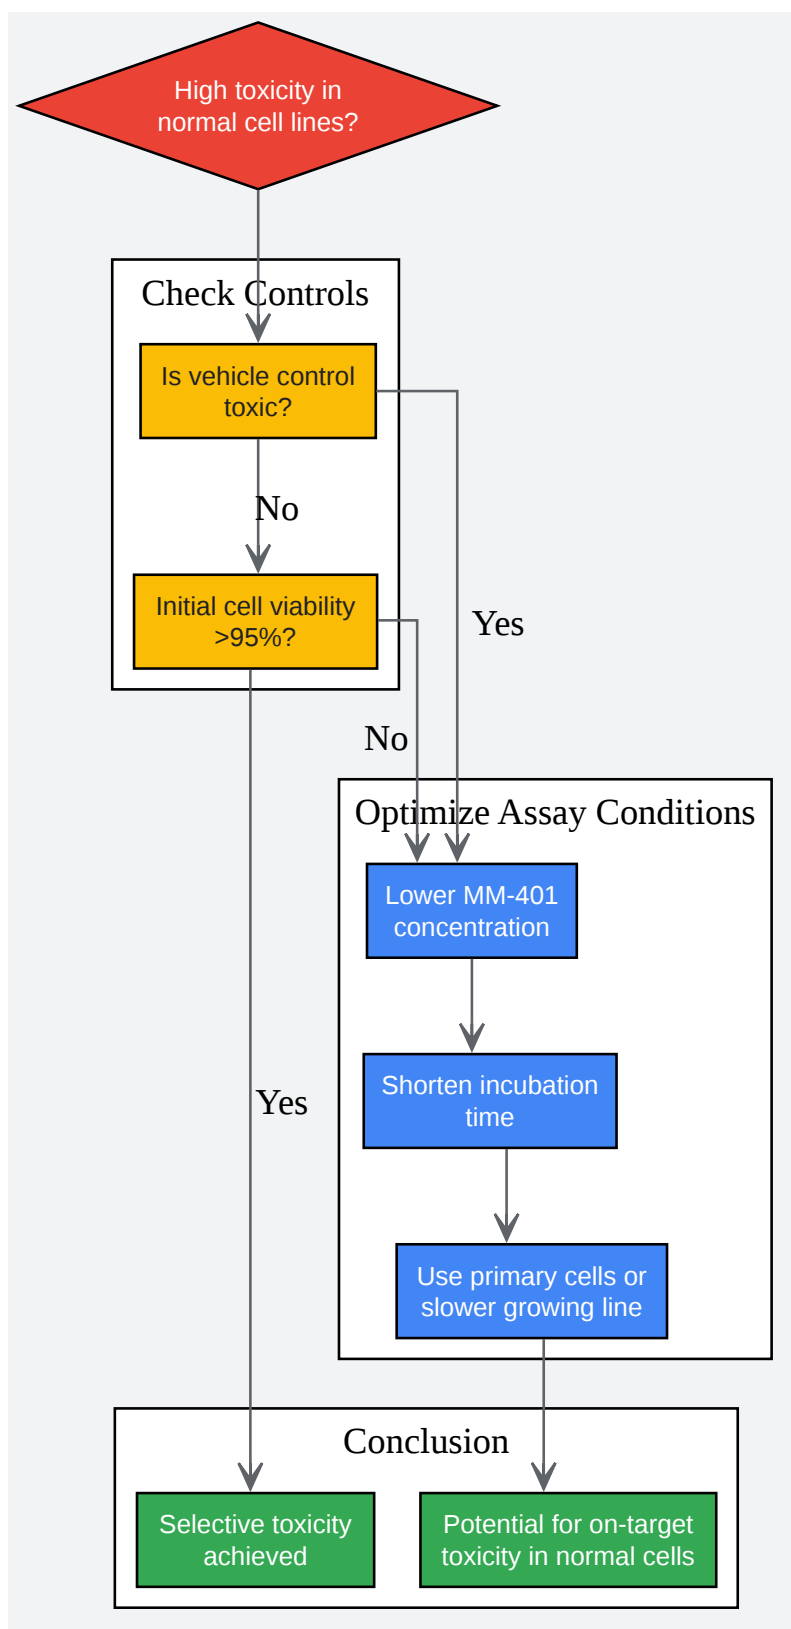 High toxicity in
normal cell lines?
Check Controls
Is vehicle control
toxic?
No
Initial cell viability
>95%?
Yes
No
Optimize Assay Conditions
Lower MM-401
concentration
Shorten incubation
time
Yes
Use primary cells or
slower growing line
Conclusion
Selective toxicity
achieved
Potential for on-target
toxicity in normal cells